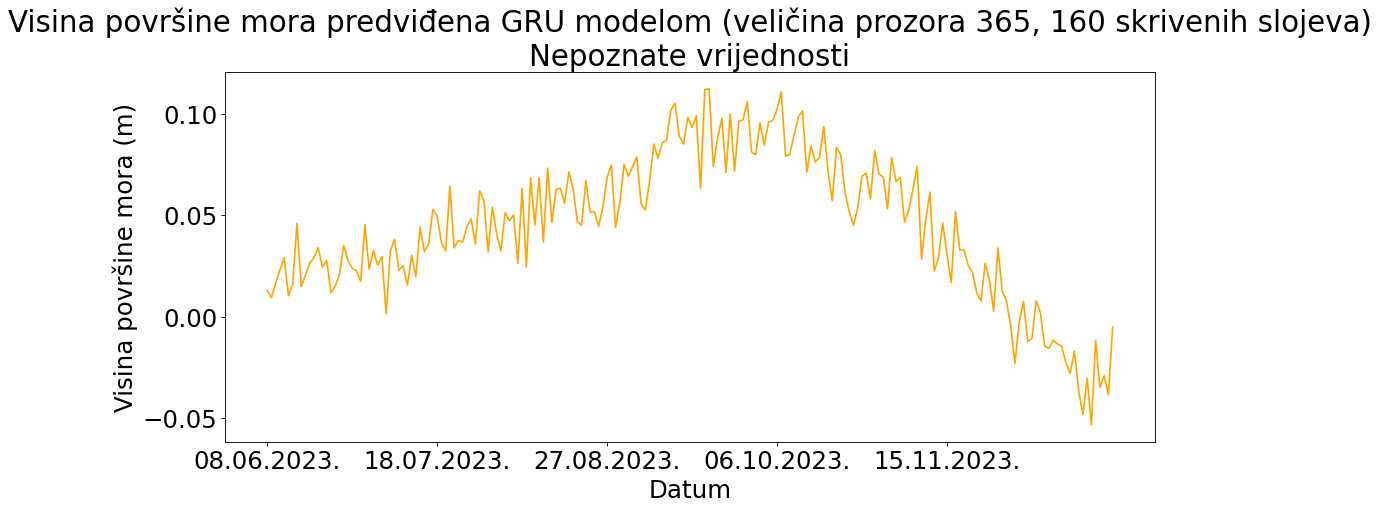 Visina površine mora predviđena GRU modelom (veličina prozora 365, 160 skrivenih slojeva)
Nepoznate vrijednosti
Visina površine mora (m)
0.10
0.05
0.00
−0.05
08.06.2023. 18.07.2023. 27.08.2023. 06.10.2023. 15.11.2023.
Datum